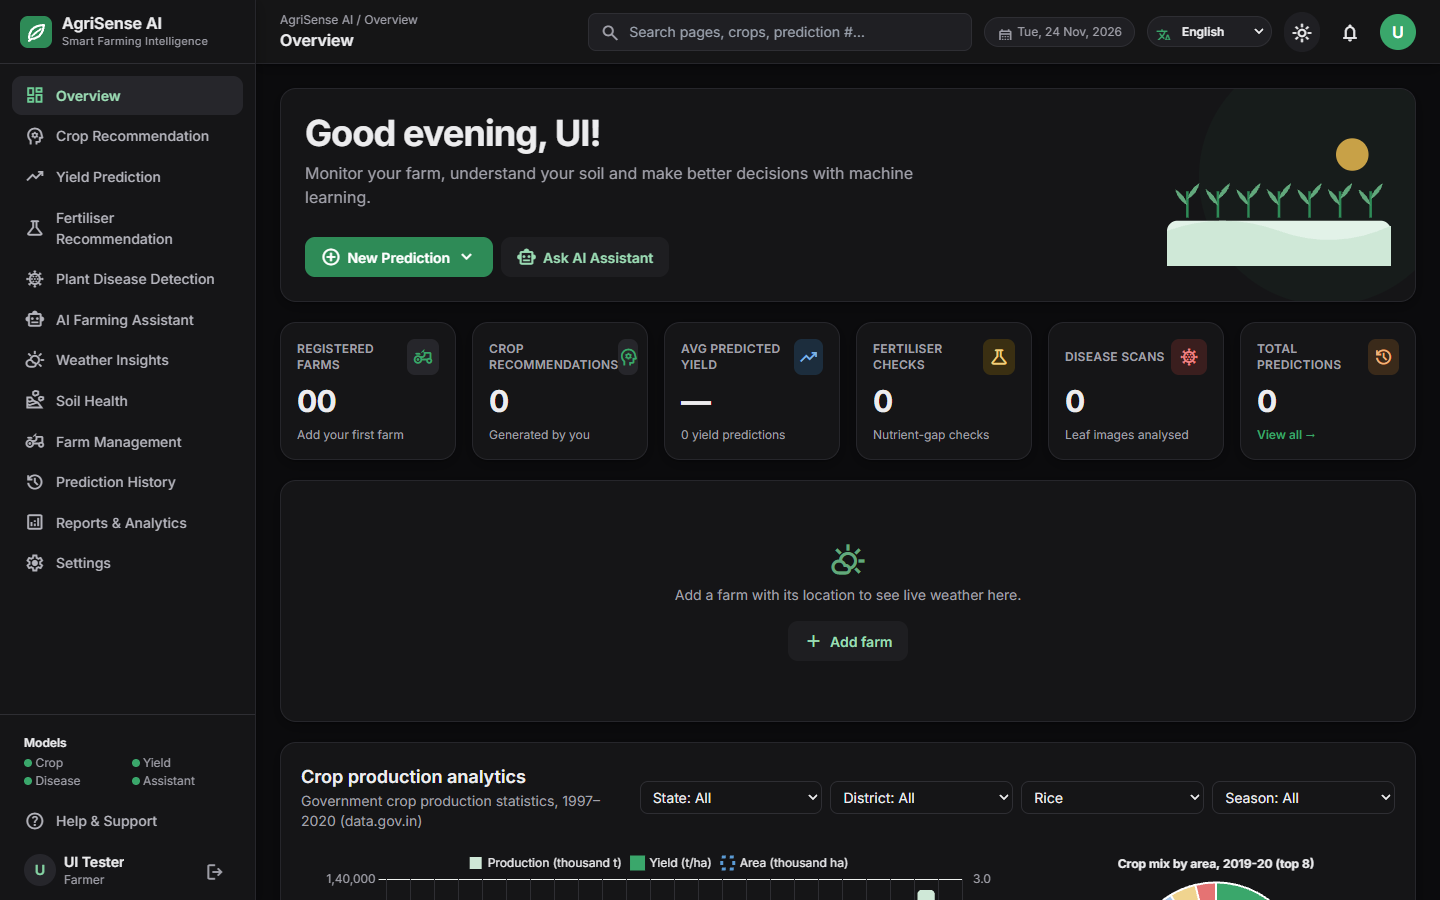 AgriSense AI
Smart Farming Intelligence
AgriSense AI / Overview
Overview
Search pages, crops, prediction #...
Tue, 24 Nov, 2026
English
U
Overview
Crop Recommendation
Yield Prediction
Fertiliser
Recommendation
Plant Disease Detection
AI Farming Assistant
Weather Insights
Soil Health
Farm Management
Prediction History
Reports & Analytics
Settings
Models
Crop
Yield
Disease
Assistant
Help & Support
U
UI Tester
Farmer
Good evening, UI!
Monitor your farm, understand your soil and make better decisions with machine
learning.
New Prediction
Ask AI Assistant
REGISTERED
FARMS
00
Add your first farm
CROP
RECOMMENDATIONS
0
Generated by you
AVG PREDICTED
YIELD
—
0 yield predictions
FERTILISER
CHECKS
0
Nutrient-gap checks
DISEASE SCANS
0
Leaf images analysed
TOTAL
PREDICTIONS
0
View all →
Add a farm with its location to see live weather here.
Add farm
Crop production analytics
Government crop production statistics, 1997–
2020 (data.gov.in)
State: All
District: All
Rice
Season: All
Production (thousand t)
Yield (t/ha)
Area (thousand ha)
1,40,000
3.0
Crop mix by area, 2019-20 (top 8)